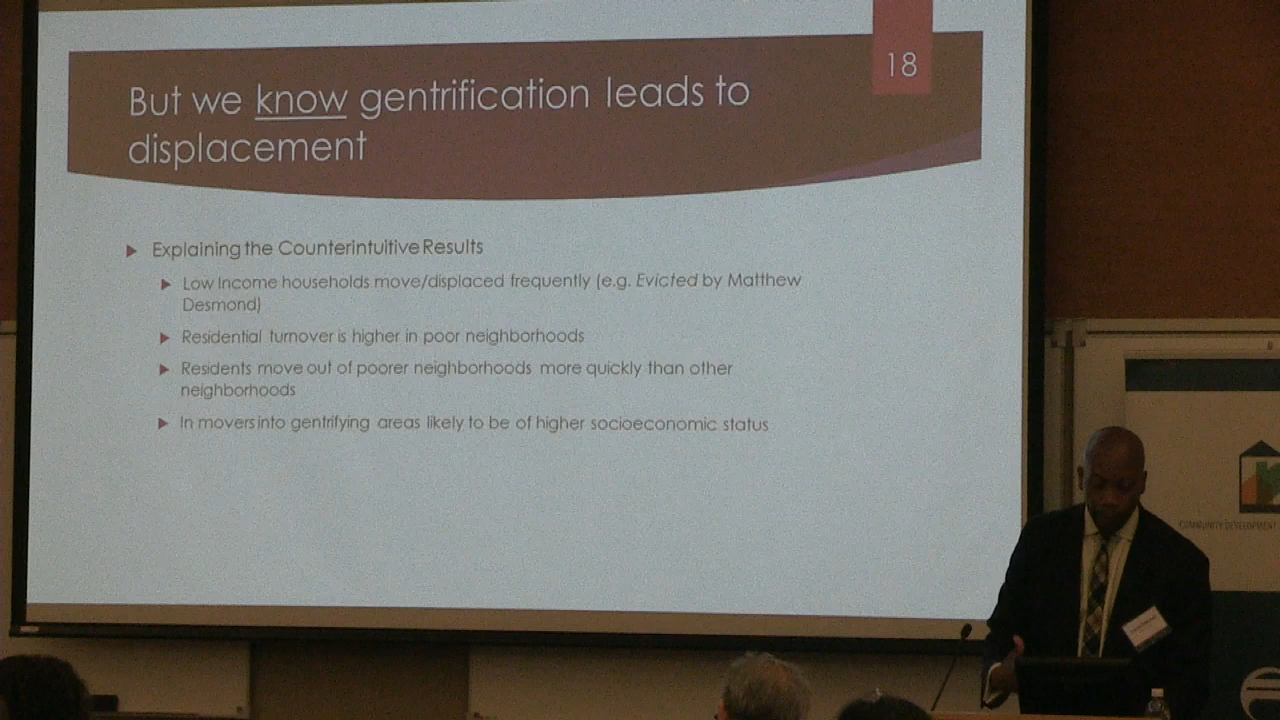 18
But we know gentrification leads to
displacement
Explaining the Counterintuitive Results
Low Income households move/displaced frequently (e.g. Evicted by Matthew
Desmond)
Residential turnover is higher in poor neighborhoods
Residents move out of poorer neighborhoods more quickly than other
neighborhoods
In movers into gentrifying areas likely to be of higher socioeconomic status
COMMUNITY DEVELOPMENT